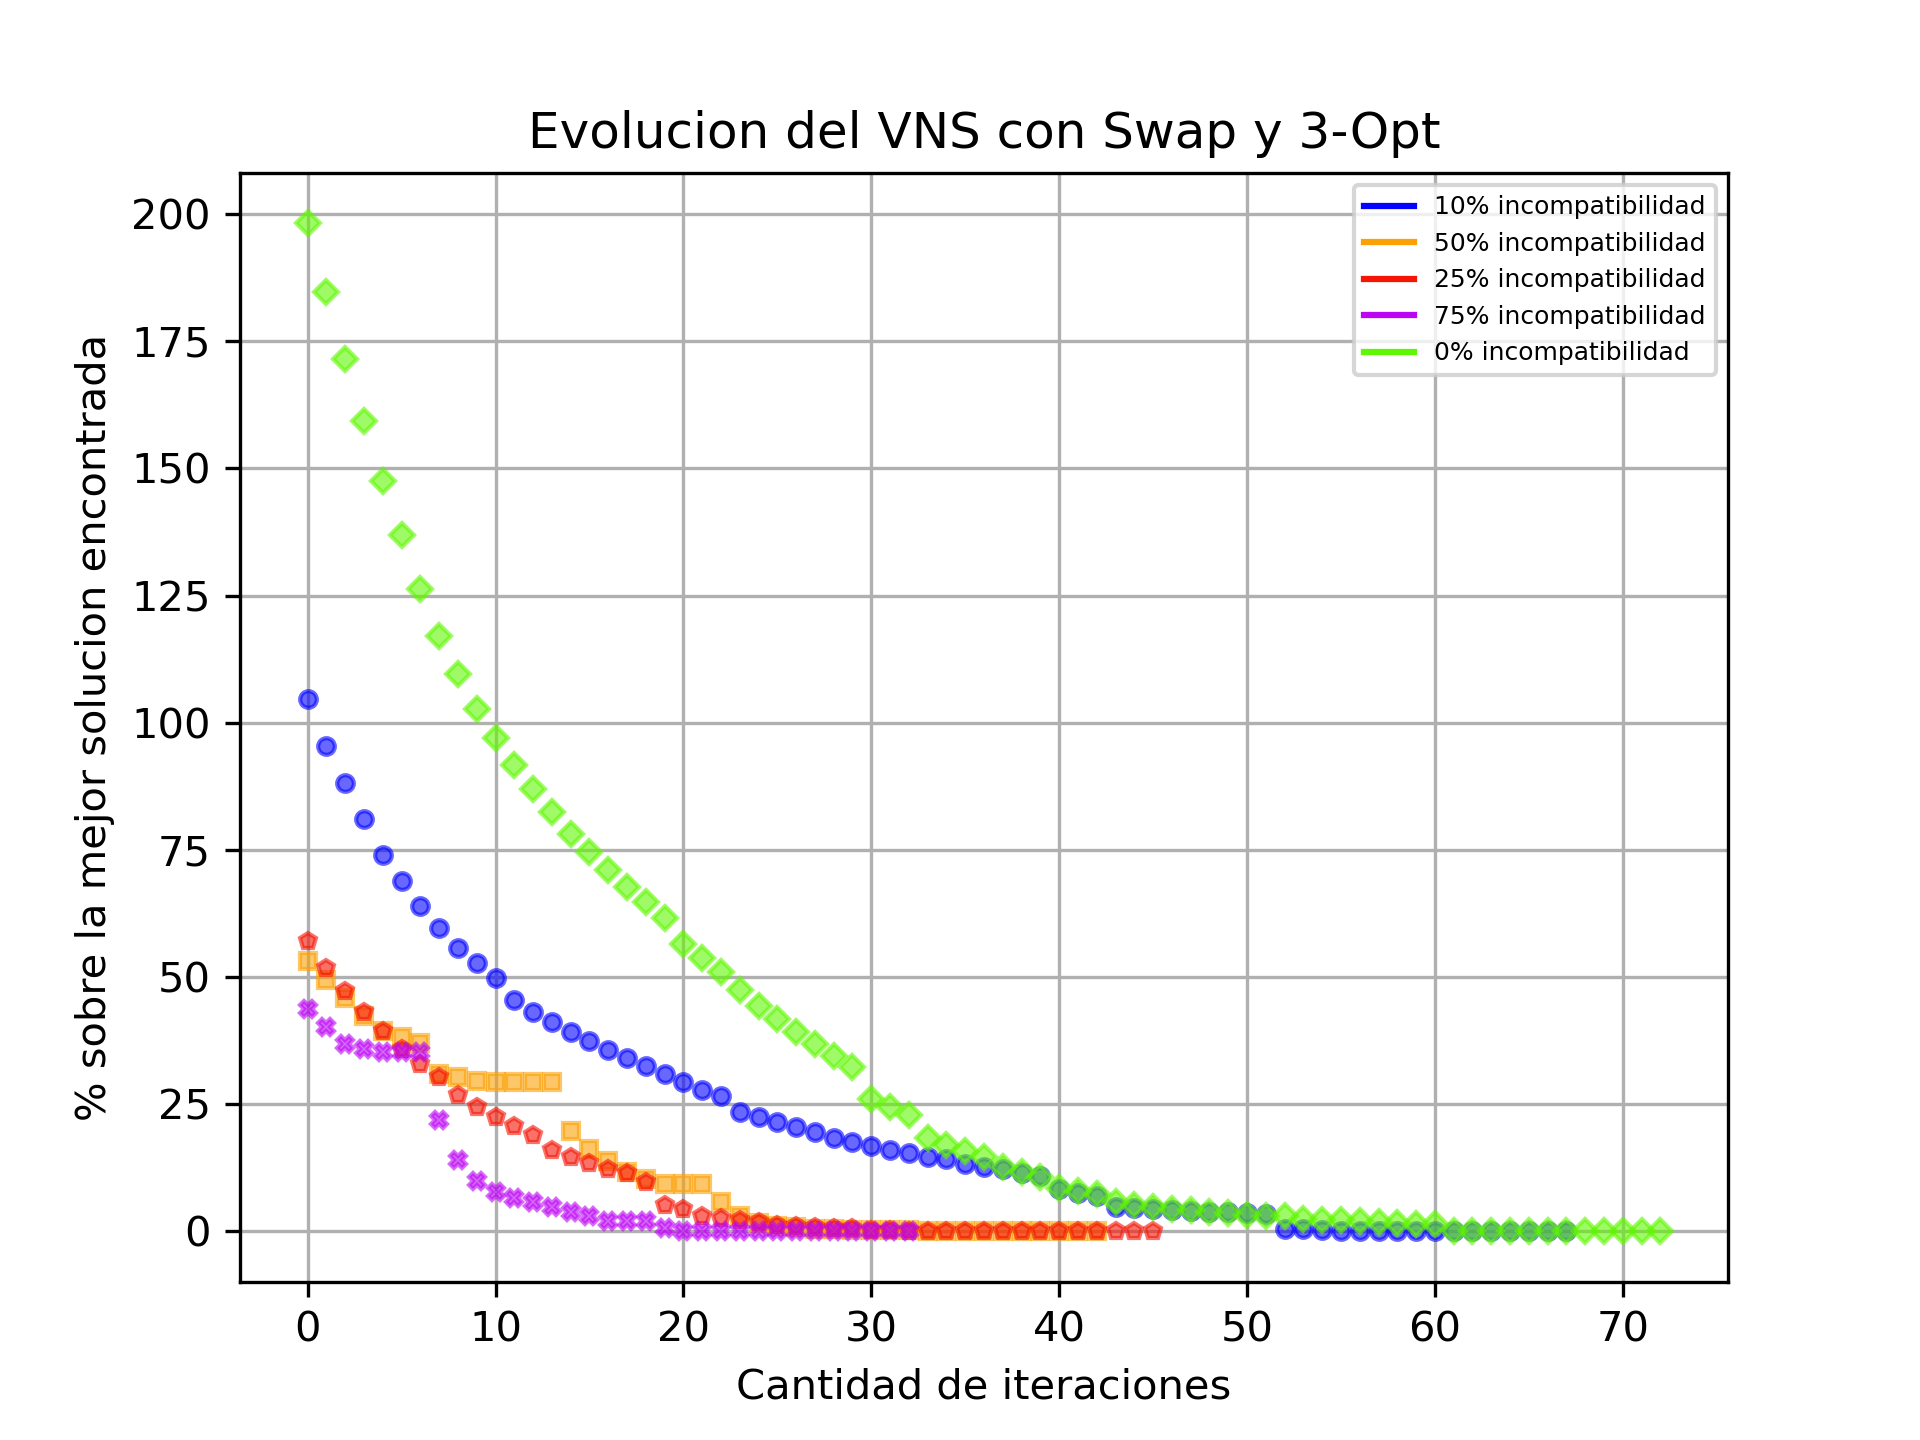 Evolucion del VNS con Swap y 3-Opt
% sobre la mejor solucion encontrada
200
175
150
125
100
75
50
25
0
10% incompatibilidad
50% incompatibilidad
25% incompatibilidad
75% incompatibilidad
0% incompatibilidad
0 10 20 30 40 50 60 70
Cantidad de iteraciones